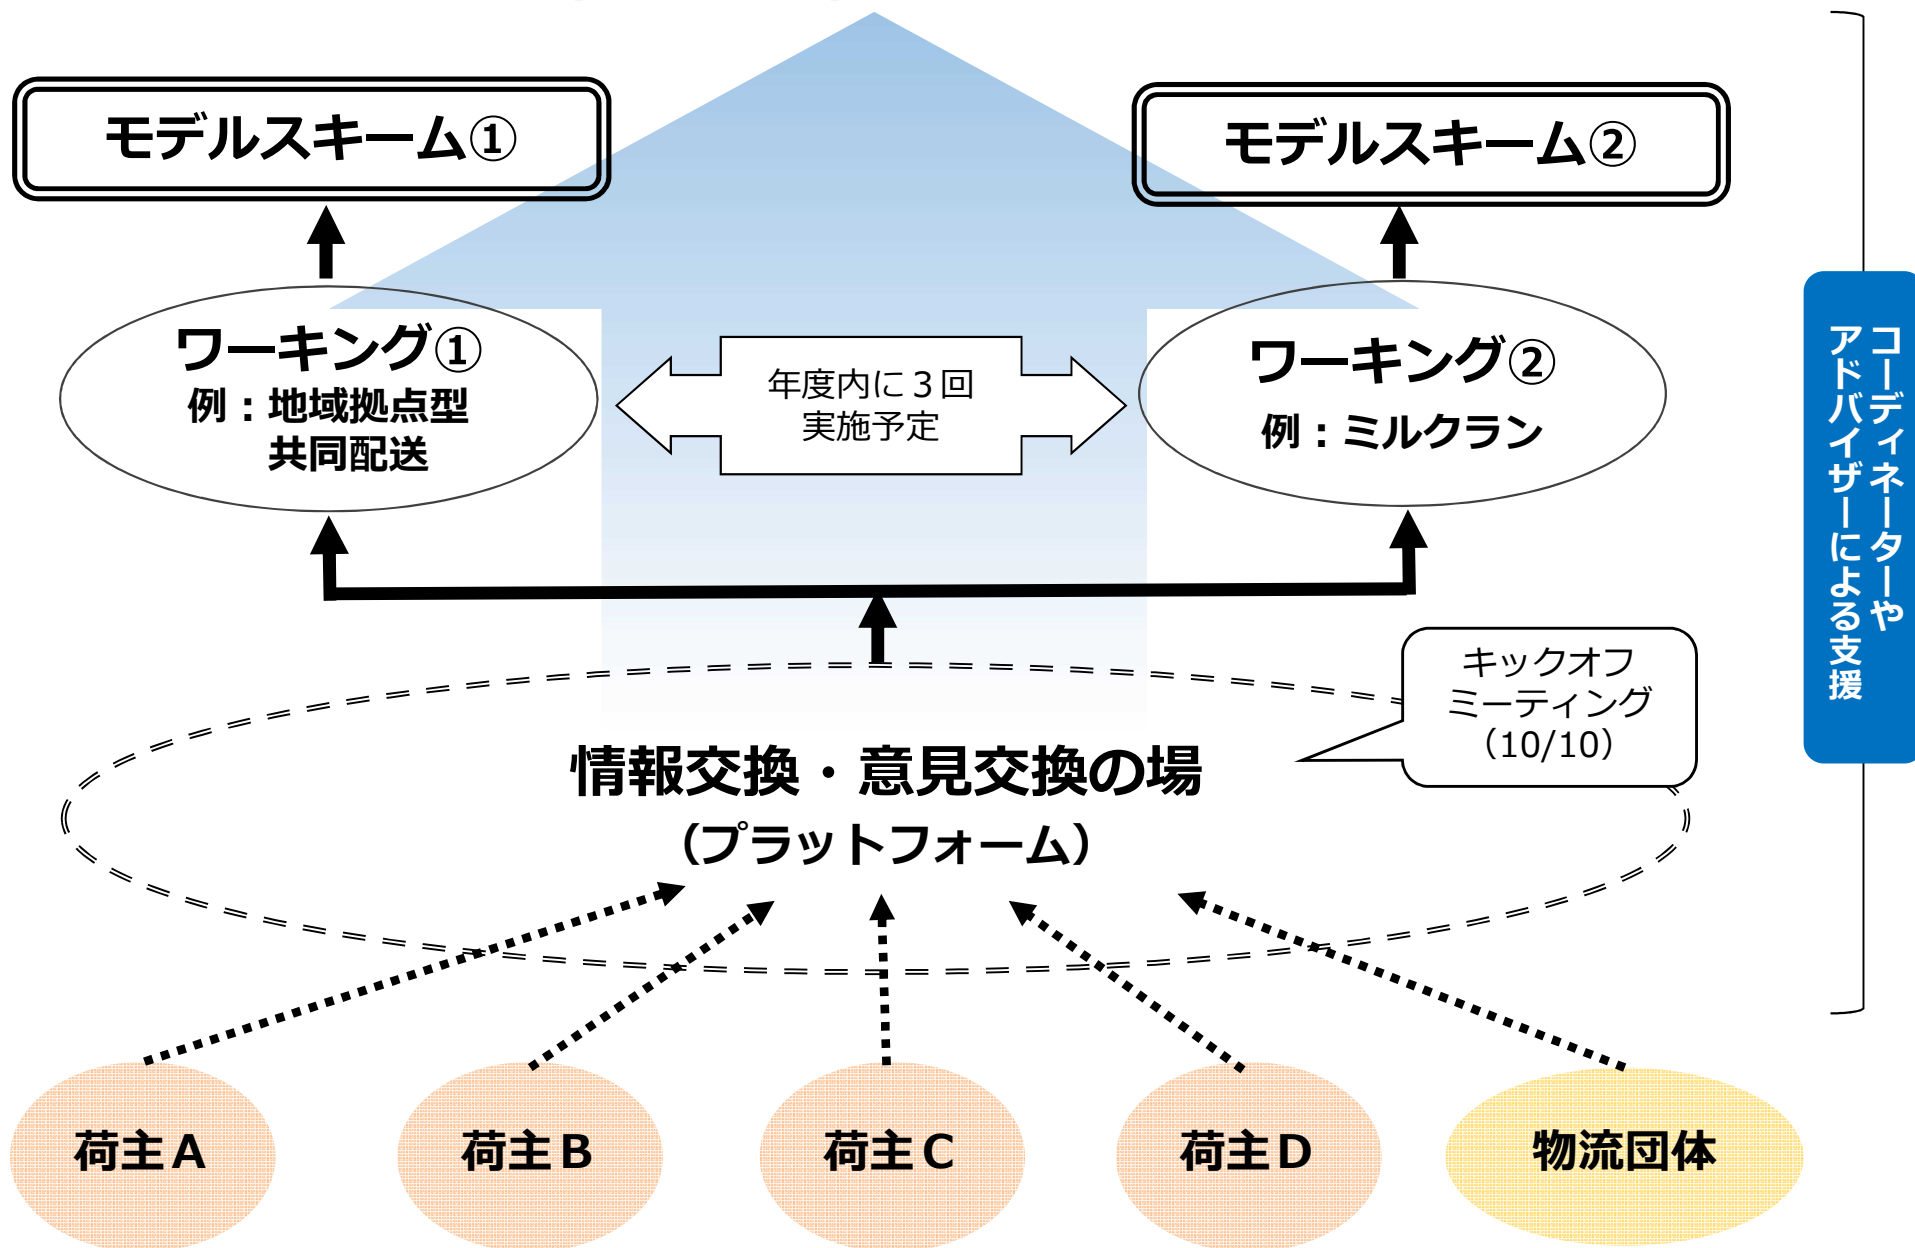 モデルスキーム①
モデルスキーム②
ワーキング①
例：地域拠点型
共同配送
年度内に３回
実施予定
ワーキング②
例：ミルクラン
コーディネーターや
アドバイザーによる支援
キックオフ
ミーティング
（10/10）
情報交換・意見交換の場
（プラットフォーム）
荷主Ａ
荷主Ｂ
荷主Ｃ
荷主Ｄ
物流団体